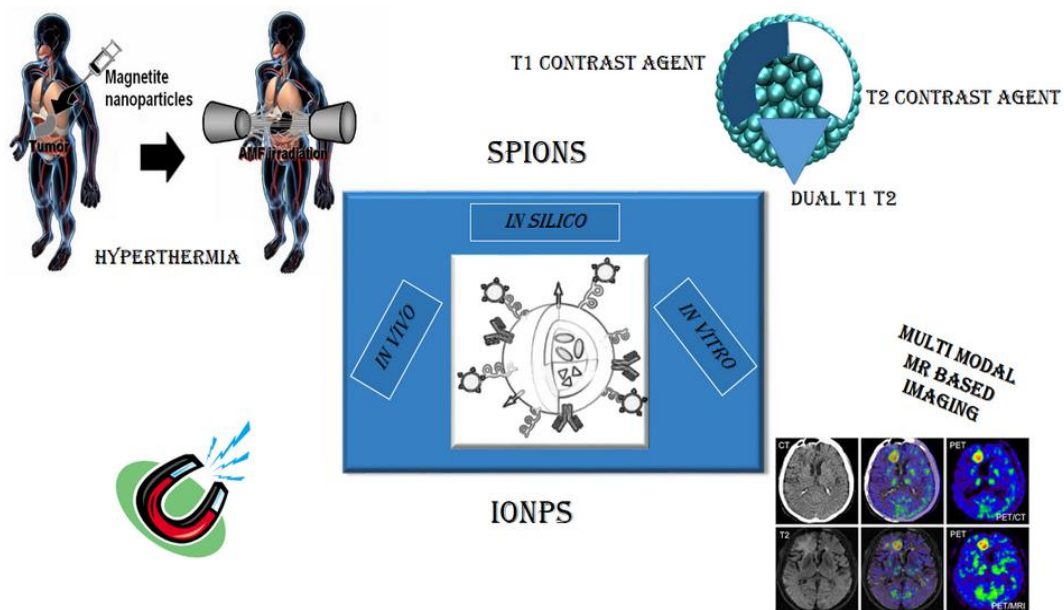 Magnetite
nanoparticles
Tumor
AMF irradiation
HYPERTHERMIA
T1 CONTRAST AGENT
T2 CONTRAST AGENT
DUAL T1 T2
SPIONS
IN SILICO
IN VIVO
IN VITRO
IONPS
MULTI MODAL
MR BASED
IMAGING
CT
PET
PET/CT
T2
PET
PET/MRI